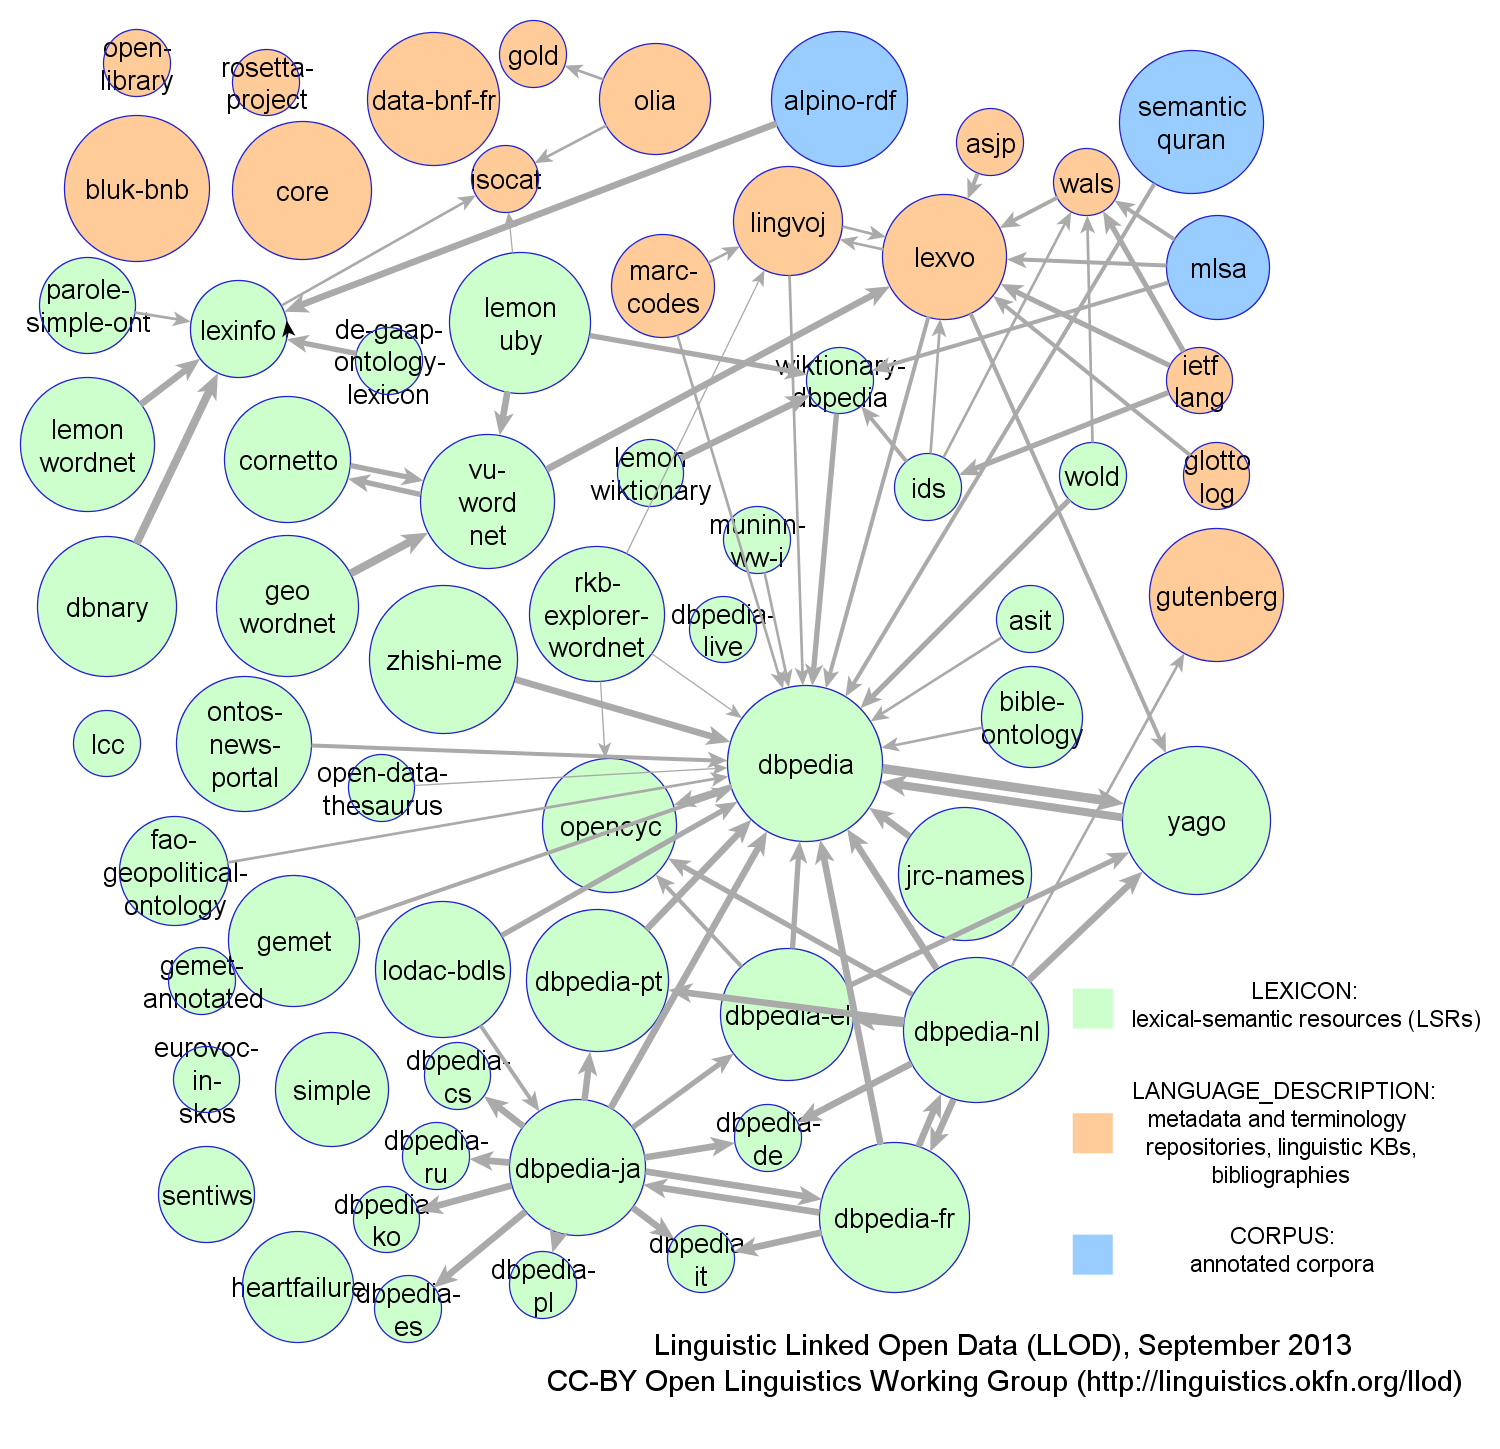 open-
library
rosetta-
project
data-bnf-fr
gold
olia
alpino-rdf
semantic
quran
asjp
wals
bluk-bnb
core
isocat
lingvoj
lexvo
mlsa
marc-
codes
parole-
simple-ont
lexinfo
de-gaap-
ontology-
lexicon
lemon
uby
wiktionary-
dbpedia
ietf
lang
lemon
wordnet
cornetto
vu-
word
net
lemon
wiktionary
ids
wold
glotto
log
muninn-
ww-i
dbnary
geo
wordnet
rkb-
explorer-
wordnet
dbpedia-
live
asit
gutenberg
zhishi-me
bible-
ontology
lcc
ontos-
news-
portal
open-data-
thesaurus
dbpedia
opencyc
yago
fao-
geopolitical-
ontology
jrc-names
gemet
lodac-bdls
dbpedia-pt
dbpedia-el
dbpedia-nl
gemet-
annotated
LEXICON:
lexical-semantic resources (LSRs)
eurovoc-
in-
skos
simple
dbpedia-
cs
dbpedia-
ru
dbpedia-ja
dbpedia-
de
LANGUAGE_DESCRIPTION:
metadata and terminology
repositories, linguistic KBs,
bibliographies
sentiws
dbpedia
ko
dbpedia-fr
dbpedia
it
CORPUS:
annotated corpora
heartfailure
dbpedia-
es
dbpedia-
pl
Linguistic Linked Open Data (LLOD), September 2013
CC-BY Open Linguistics Working Group (http://linguistics.okfn.org/llod)